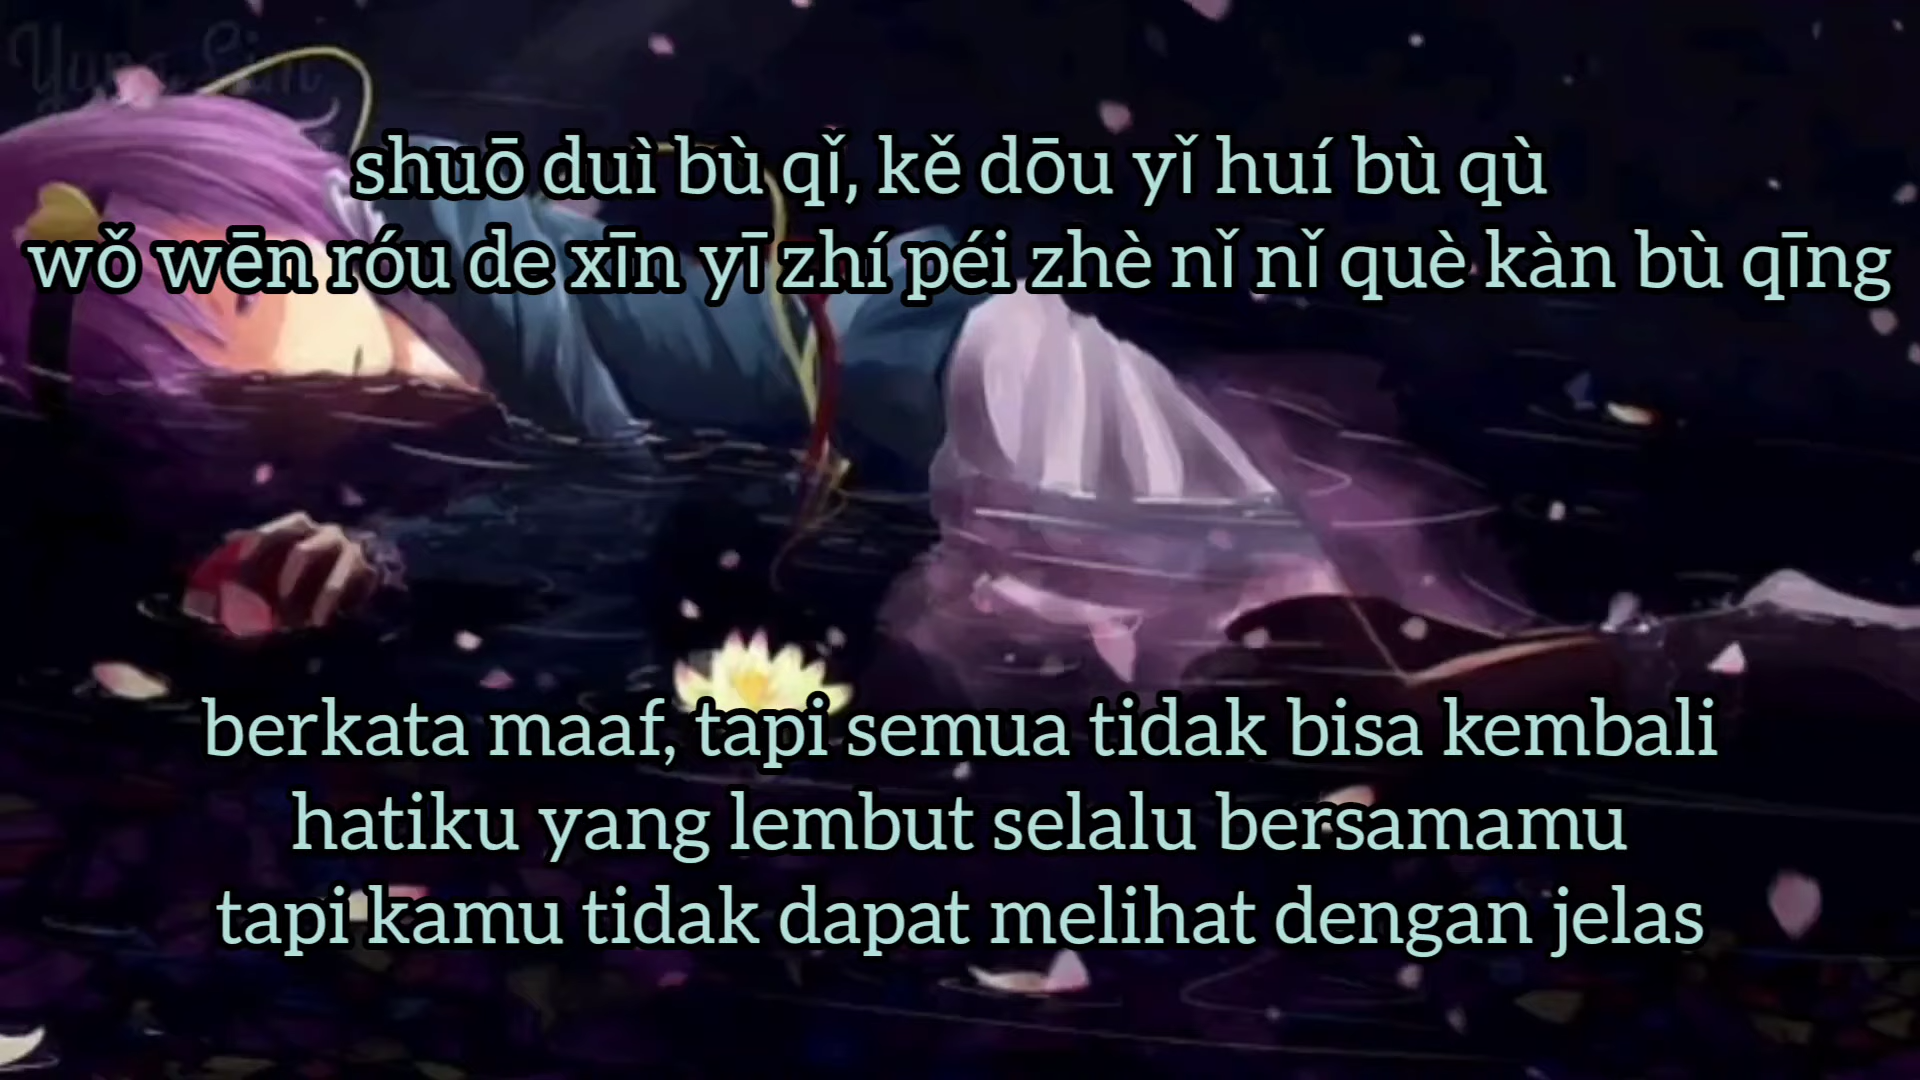 Yung Lim
shuō duì bù qǐ, kě dōu yǐ huí bù qù
wǒ wēn róu de xīn yī zhí péi zhè nǐ nǐ què kàn bù qīng
berkata maaf, tapi semua tidak bisa kembali
hatiku yang lembut selalu bersamamu
tapi kamu tidak dapat melihat dengan jelas